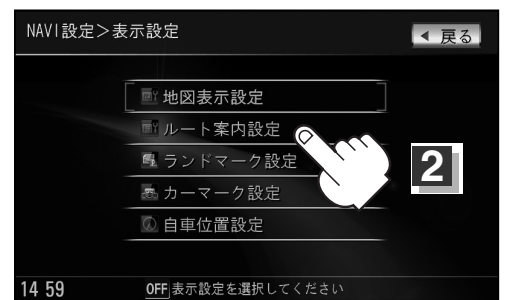 NAVI設定＞表示設定
◀ 戻る
地図表示設定
ルート案内設定
ランドマーク設定
カーマーク設定
自車位置設定
2
14 59 OFF 表示設定を選択してください